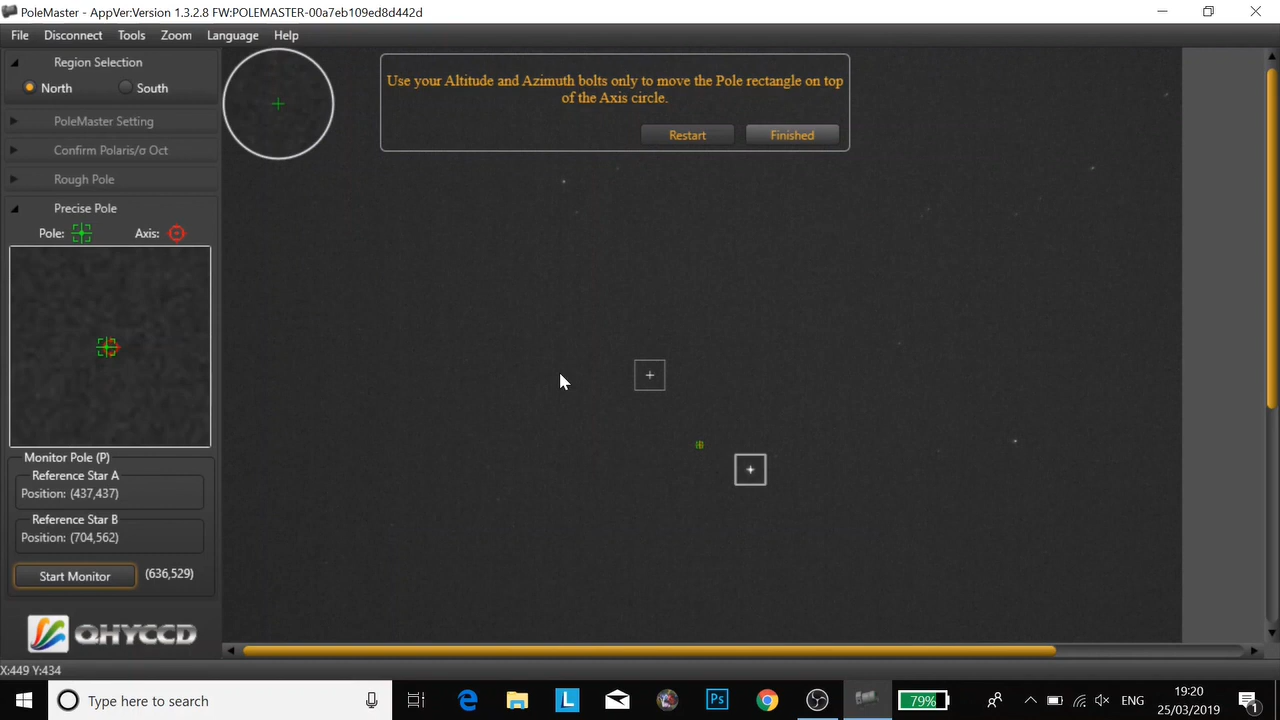 PoleMaster - AppVer:Version 1.3.2.8 FW:POLEMASTER-00a7eb109ed8d442d
File Disconnect Tools Zoom Language Help
Region Selection
North South
PoleMaster Setting
Confirm Polaris/σ Oct
Rough Pole
Precise Pole
Pole: Axis:
Monitor Pole (P)
Reference Star A
Position: (437,437)
Reference Star B
Position: (704,562)
Start Monitor (636,529)
QHYCCD
X:449 Y:434
Use your Altitude and Azimuth bolts only to move the Pole rectangle on top
of the Axis circle.
Restart Finished
Type here to search
L
Ps
79%
ENG
19:20
25/03/2019
1